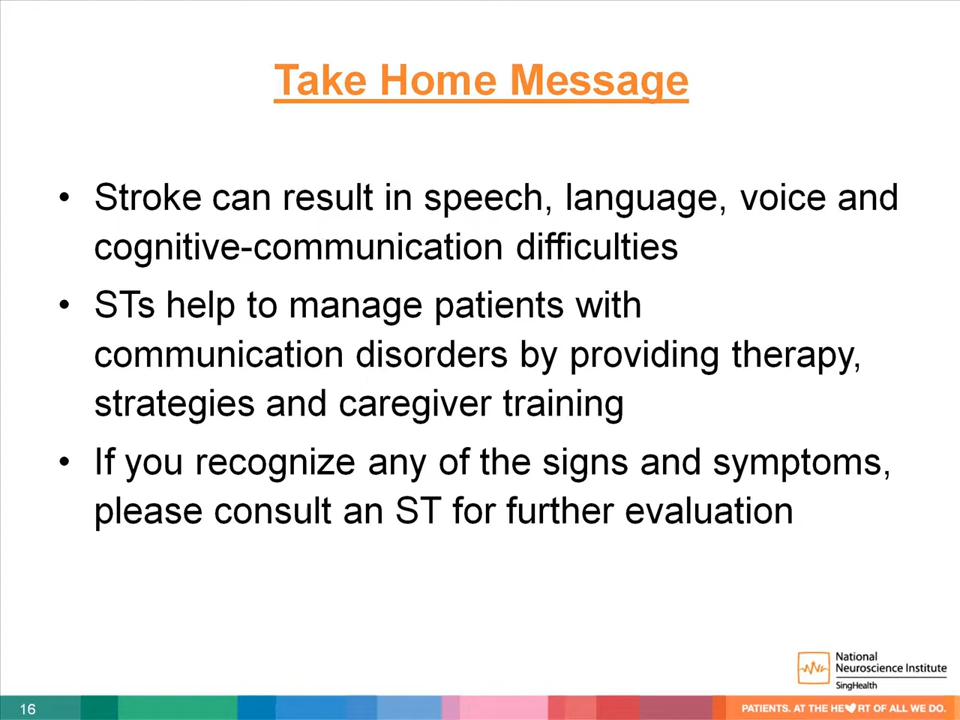 Take Home Message
• Stroke can result in speech, language, voice and
cognitive-communication difficulties
• STs help to manage patients with
communication disorders by providing therapy,
strategies and caregiver training
• If you recognize any of the signs and symptoms,
please consult an ST for further evaluation
National
Neuroscience Institute
SingHealth
16
PATIENTS. AT THE HE♥RT OF ALL WE DO.